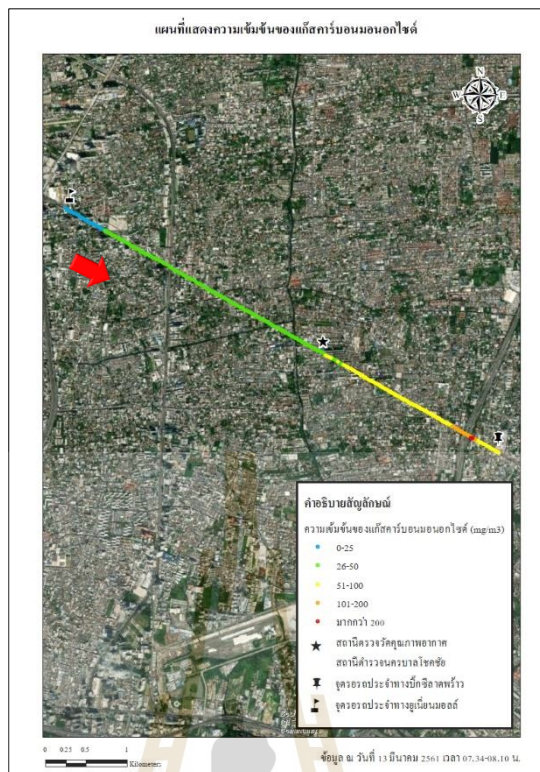 แผนที่แสดงความเข้มข้นของแก๊สคาร์บอนมอนอกไซด์
N
W E
S
คำอธิบายสัญลักษณ์
ความเข้มข้นของแก๊สคาร์บอนมอนอกไซด์ (mg/m3)
0-25
26-50
51-100
101-200
มากกว่า 200
สถานีตรวจวัดคุณภาพอากาศ
สถานีตำรวจนครบาลโชคชัย
จุดรอรถประจำทางบิ๊กซีลาดพร้าว
จุดรอรถประจำทางยูเนี่ยนมอลล์
0 0.25 0.5 1
Kilometers
ข้อมูล ณ วันที่ 13 มีนาคม 2561 เวลา 07.34-08.10 น.